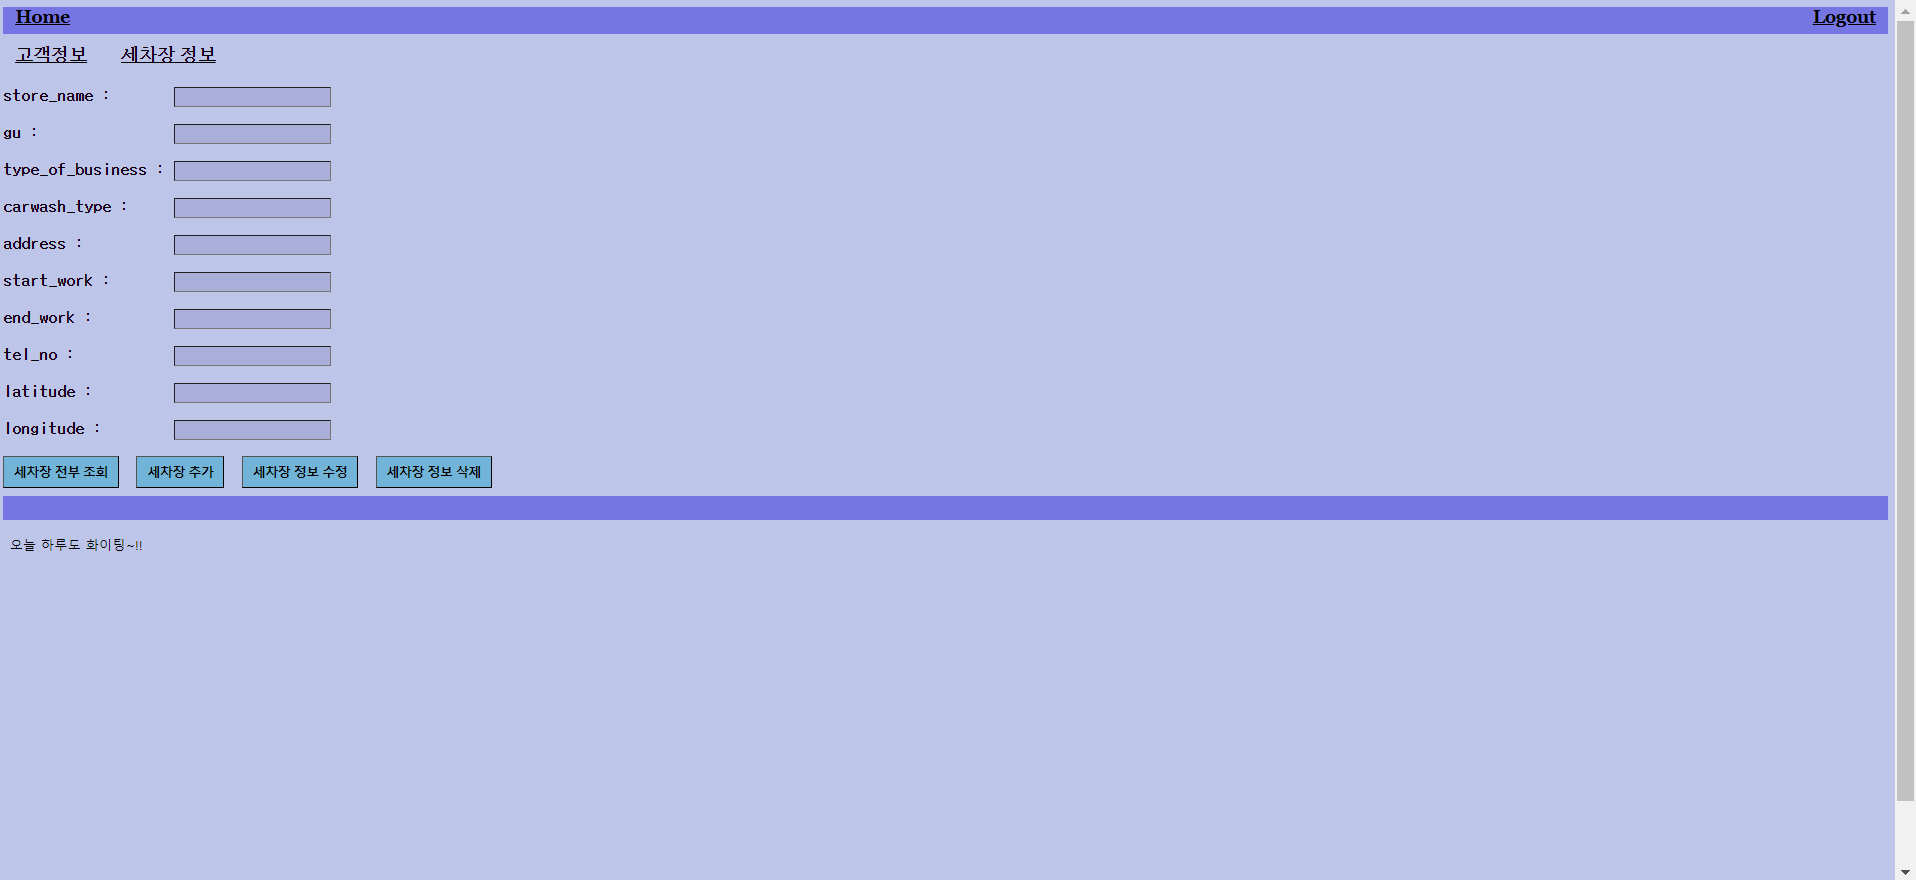 Home Logout
고객정보 세차장 정보
store_name :
gu :
type_of_business :
carwash_type :
address :
start_work :
end_work :
tel_no :
latitude :
longitude :
세차장 전부 조회 세차장 추가 세차장 정보 수정 세차장 정보 삭제
오늘 하루도 화이팅~!!